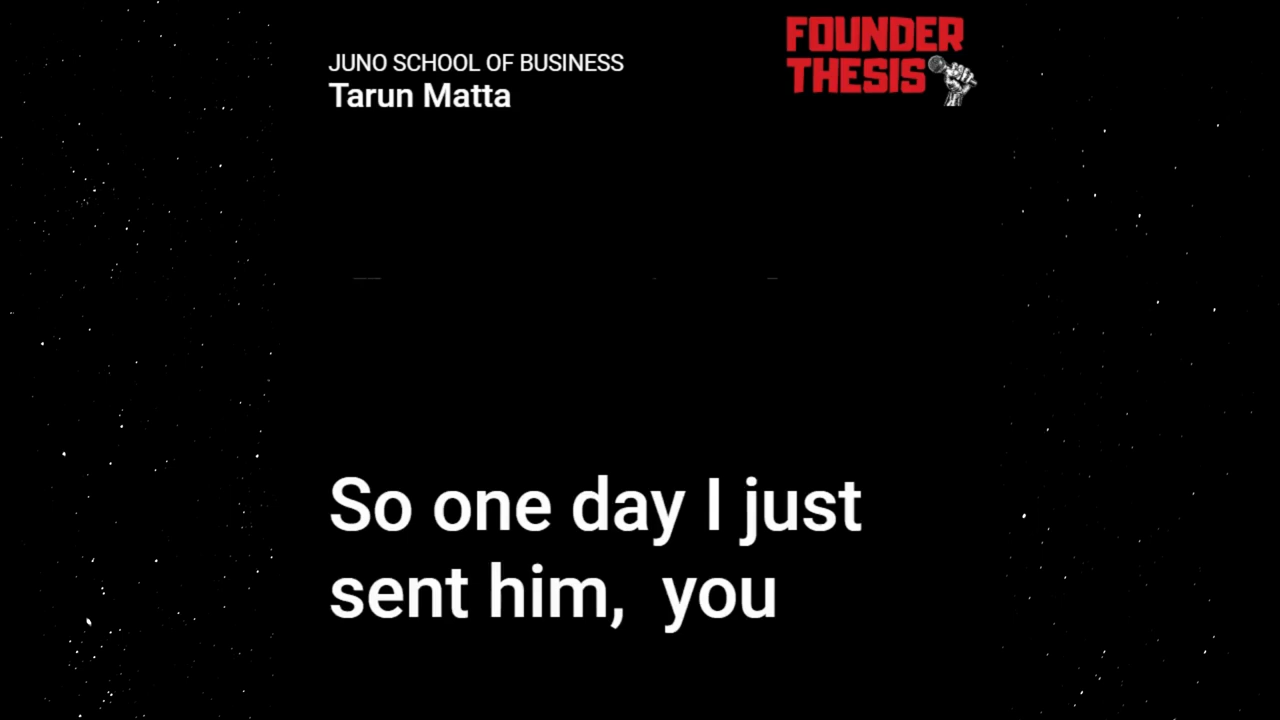 JUNO SCHOOL OF BUSINESS
Tarun Matta
FOUNDER
THESIS
So one day I just
sent him,  you